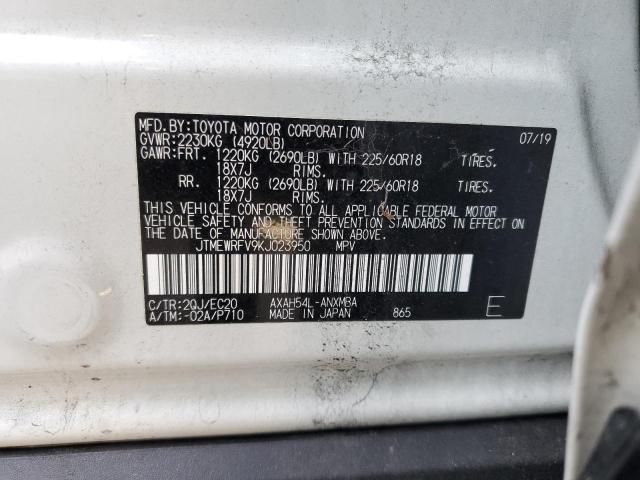 MFD.BY:TOYOTA MOTOR CORPORATION 07/19
GVWR:2230KG (4920LB)
GAWR:FRT. 1220KG (2690LB) WITH 225/60R18 TIRES.
18X7J RIMS.
RR. 1220KG (2690LB) WITH 225/60R18 TIRES.
18X7J RIMS.
THIS VEHICLE CONFORMS TO ALL APPLICABLE FEDERAL MOTOR
VEHICLE SAFETY AND THEFT PREVENTION STANDARDS IN EFFECT ON
THE DATE OF MANUFACTURE SHOWN ABOVE.
JTMEWRFV9KJ023950 MPV
C/TR:2QJ/EC20 AXAH54L-ANXMBA
A/TM:-02A/P710 MADE IN JAPAN 865 E